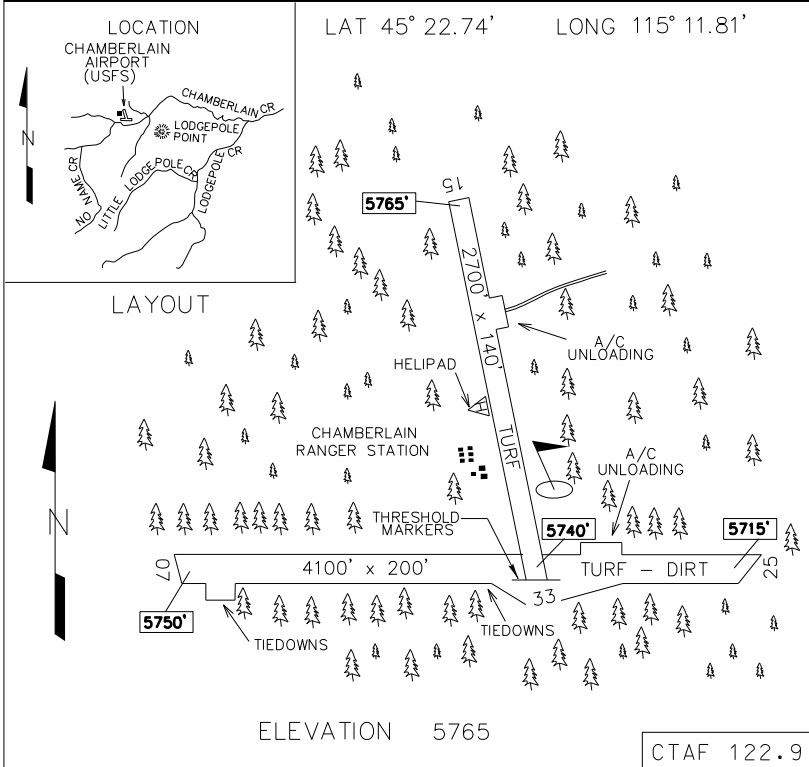 LOCATION
CHAMBERLAIN
AIRPORT
(USFS)
N
CHAMBERLAIN CR
LODGEPOLE
POINT
NO NAME CR
LITTLE LODGEPOLE CR
LODGEPOLE CR
LAT 45° 22.74' LONG 115° 11.81'
LAYOUT
15
5765'
2700' x 140'
TURF
A/C
UNLOADING
HELIPAD
H
CHAMBERLAIN
RANGER STATION
A/C
UNLOADING
N
THRESHOLD
MARKERS
5740'
5715'
07
4100' x 200'
TURF - DIRT
25
33
5750'
TIEDOWNS
TIEDOWNS
ELEVATION 5765
CTAF 122.9